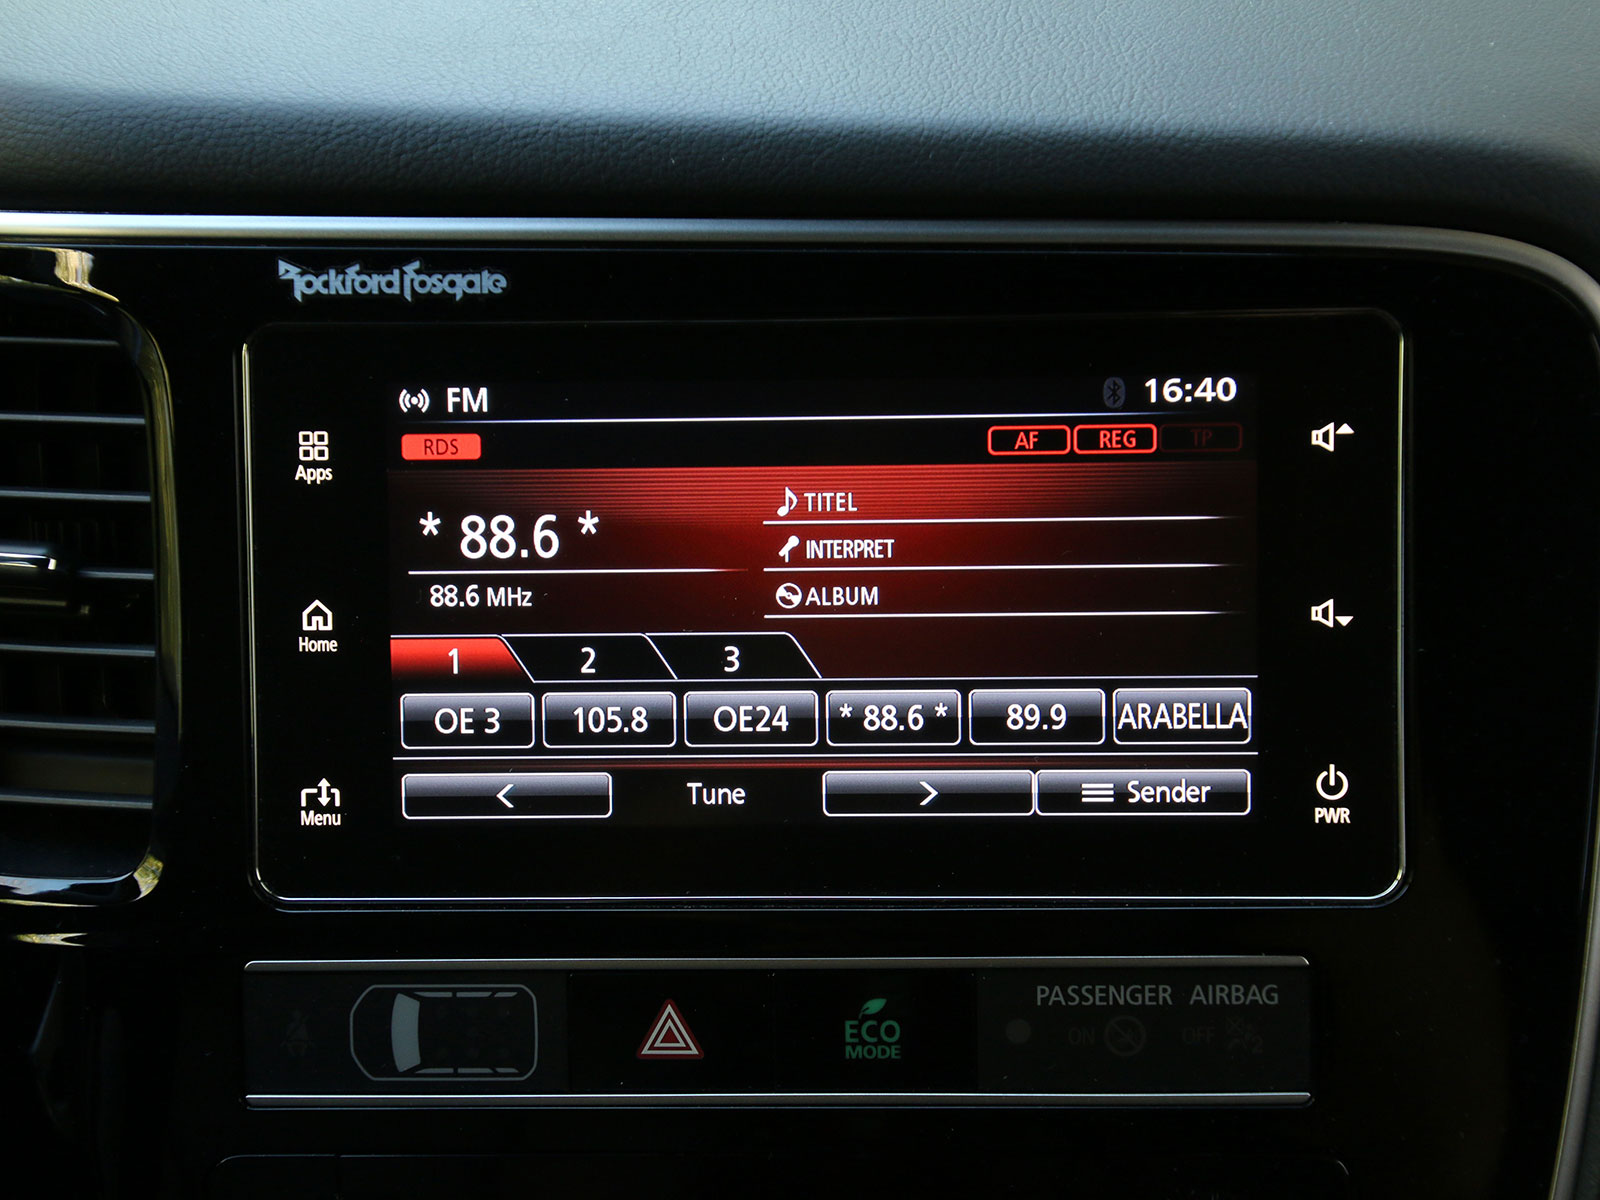 Rockford Fosgate
FM
16:40
RDS
AF REG TP
* 88.6 *
88.6 MHz
TITEL
INTERPRET
ALBUM
1 2 3
OE 3 105.8 OE24 * 88.6 * 89.9 ARABELLA
< Tune > Sender
Apps
Home
Menu
PWR
ECO
MODE
PASSENGER AIRBAG
ON OFF 2